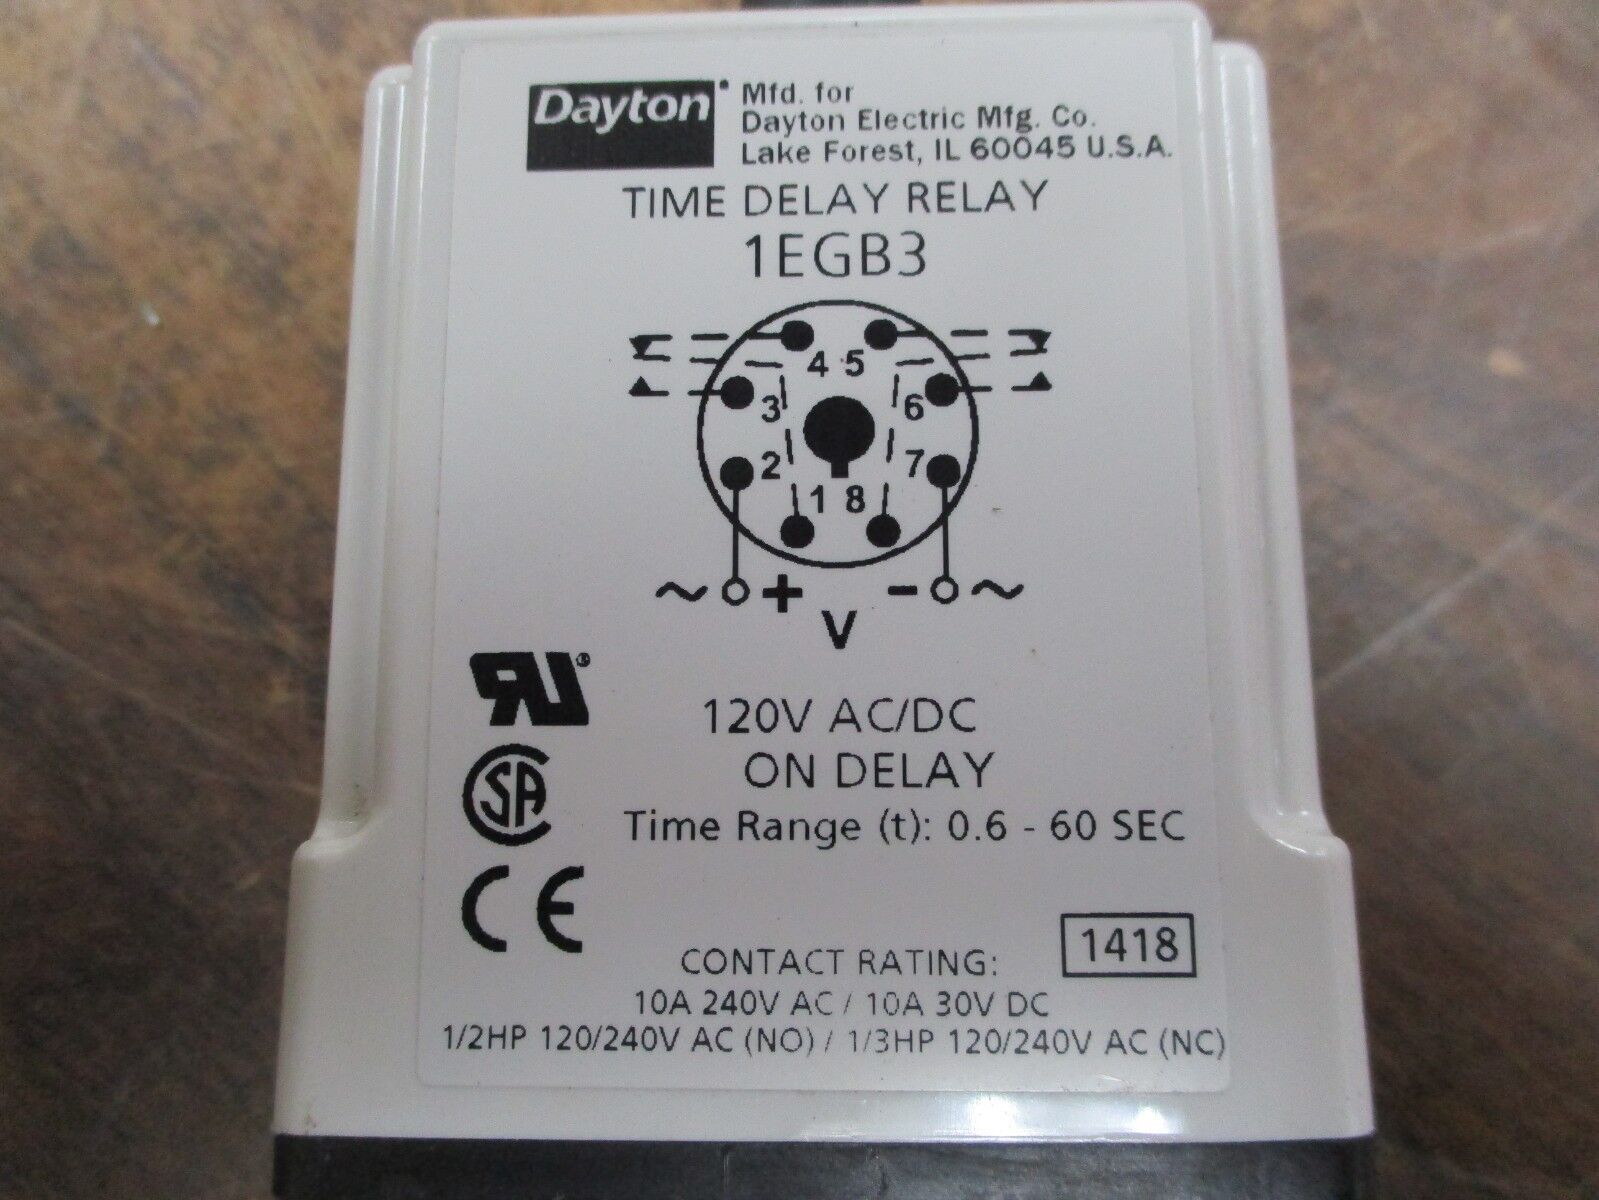 Dayton
Mfd. for
Dayton Electric Mfg. Co.
Lake Forest, IL 60045 U.S.A.
TIME DELAY RELAY
1EGB3
4 5
3 6
2 7
1 8
~ + - ~
V
RU®
120V AC/DC
SA
ON DELAY
Time Range (t): 0.6 - 60 SEC
CE
1418
CONTACT RATING:
10A 240V AC / 10A 30V DC
1/2HP 120/240V AC (NO) / 1/3HP 120/240V AC (NC)